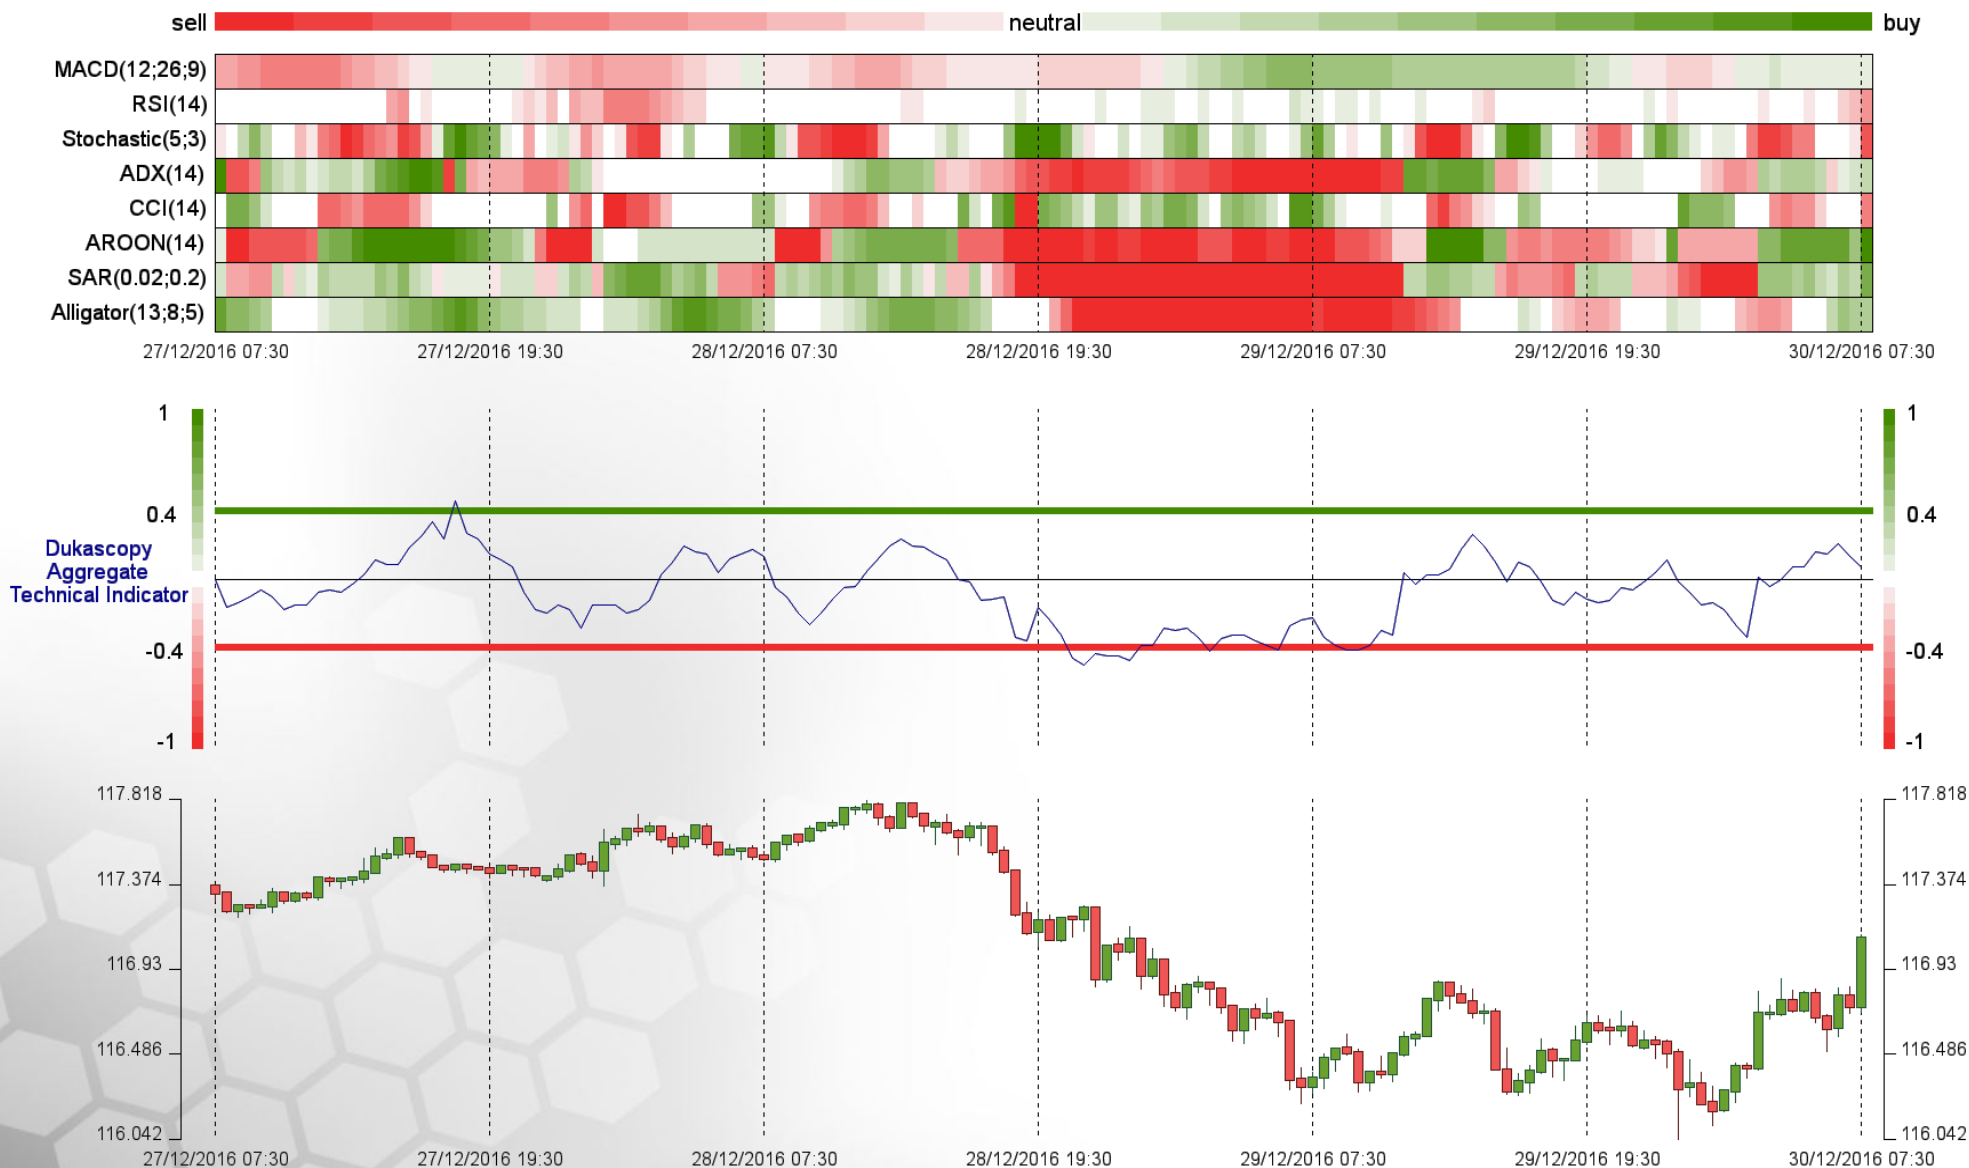 sell neutral buy
MACD(12;26;9)
RSI(14)
Stochastic(5;3)
ADX(14)
CCI(14)
AROON(14)
SAR(0.02;0.2)
Alligator(13;8;5)
27/12/2016 07:30 27/12/2016 19:30 28/12/2016 07:30 28/12/2016 19:30 29/12/2016 07:30 29/12/2016 19:30 30/12/2016 07:30
1 1
0.4 0.4
Dukascopy
Aggregate
Technical Indicator
-0.4 -0.4
-1 -1
117.818 117.818
117.374 117.374
116.93 116.93
116.486 116.486
116.042 116.042
27/12/2016 07:30 27/12/2016 19:30 28/12/2016 07:30 28/12/2016 19:30 29/12/2016 07:30 29/12/2016 19:30 30/12/2016 07:30